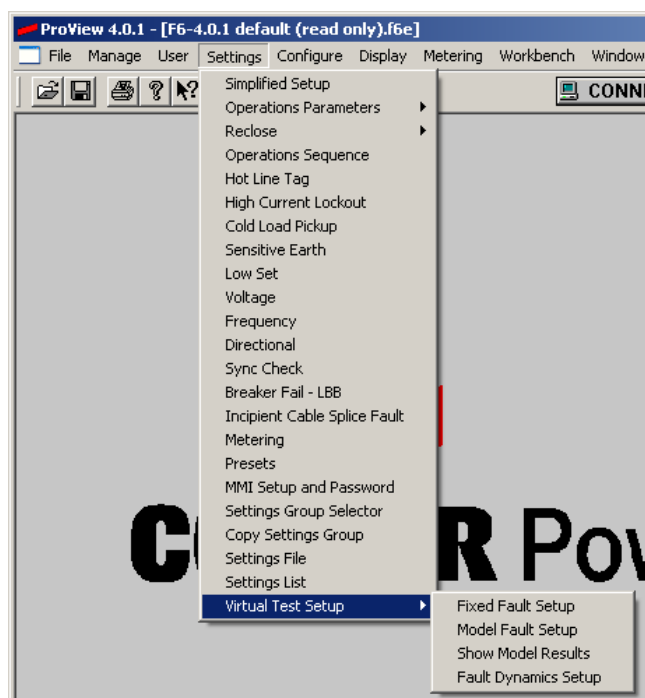 ProView 4.0.1 - [F6-4.0.1 default (read only).f6e]
File Manage User Settings Configure Display Metering Workbench Window
Simplified Setup
Operations Parameters
Reclose
Operations Sequence
Hot Line Tag
High Current Lockout
Cold Load Pickup
Sensitive Earth
Low Set
Voltage
Frequency
Directional
Sync Check
Breaker Fail - LBB
Incipient Cable Splice Fault
Metering
Presets
MMI Setup and Password
Settings Group Selector
Copy Settings Group
Settings File
Settings List
Virtual Test Setup
Fixed Fault Setup
Model Fault Setup
Show Model Results
Fault Dynamics Setup